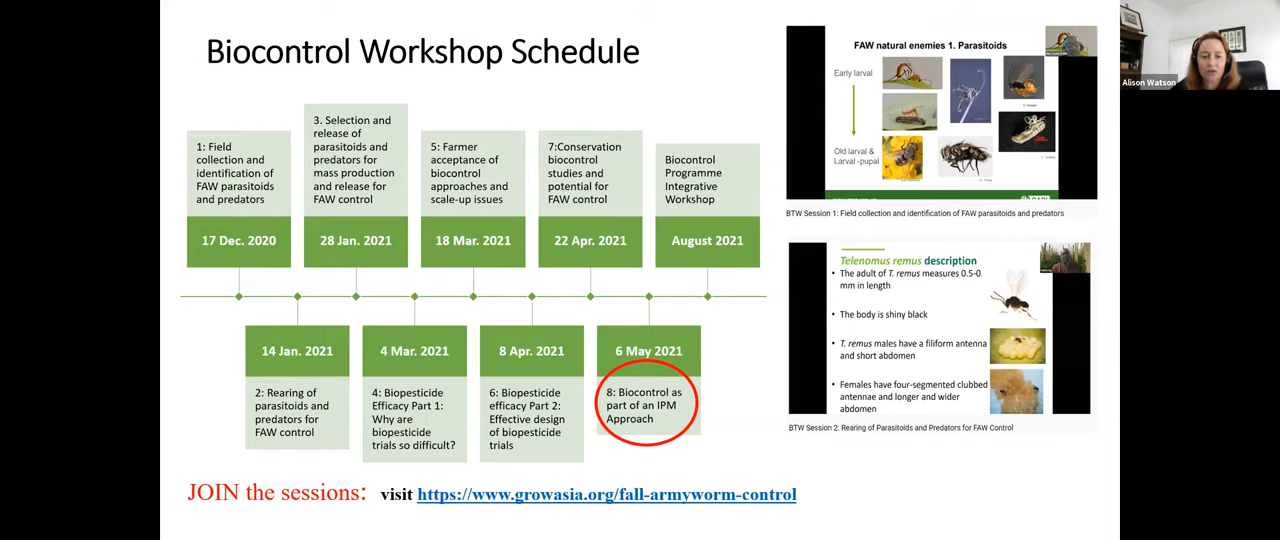 Biocontrol Workshop Schedule
1: Field
collection and
identification of
FAW parasitoids
and predators
17 Dec. 2020
3. Selection and
release of
parasitoids and
predators for
mass production
and release for
FAW control
28 Jan. 2021
5: Farmer
acceptance of
biocontrol
approaches and
scale-up issues
18 Mar. 2021
7:Conservation
biocontrol
studies and
potential for
FAW control
22 Apr. 2021
Biocontrol
Programme
Integrative
Workshop
August 2021
14 Jan. 2021
2: Rearing of
parasitoids and
predators for
FAW control
4 Mar. 2021
4: Biopesticide
Efficacy Part 1:
Why are
biopesticide
trials so difficult?
8 Apr. 2021
6: Biopesticide
efficacy Part 2:
Effective design
of biopesticide
trials
6 May 2021
8: Biocontrol as
part of an IPM
Approach
JOIN the sessions: visit https://www.growasia.org/fall-armyworm-control
FAW natural enemies 1. Parasitoids
Early larval
Old larval &
Larval -pupal
BTW Session 1: Field collection and identification of FAW parasitoids and predators
Telenomus remus description
• The adult of T. remus measures 0.5-0
mm in length
• The body is shiny black
• T. remus males have a filiform antenna
and short abdomen
• Females have four-segmented clubbed
antennae and longer and wider
abdomen
BTW Session 2: Rearing of Parasitoids and Predators for FAW Control
Alison Watson